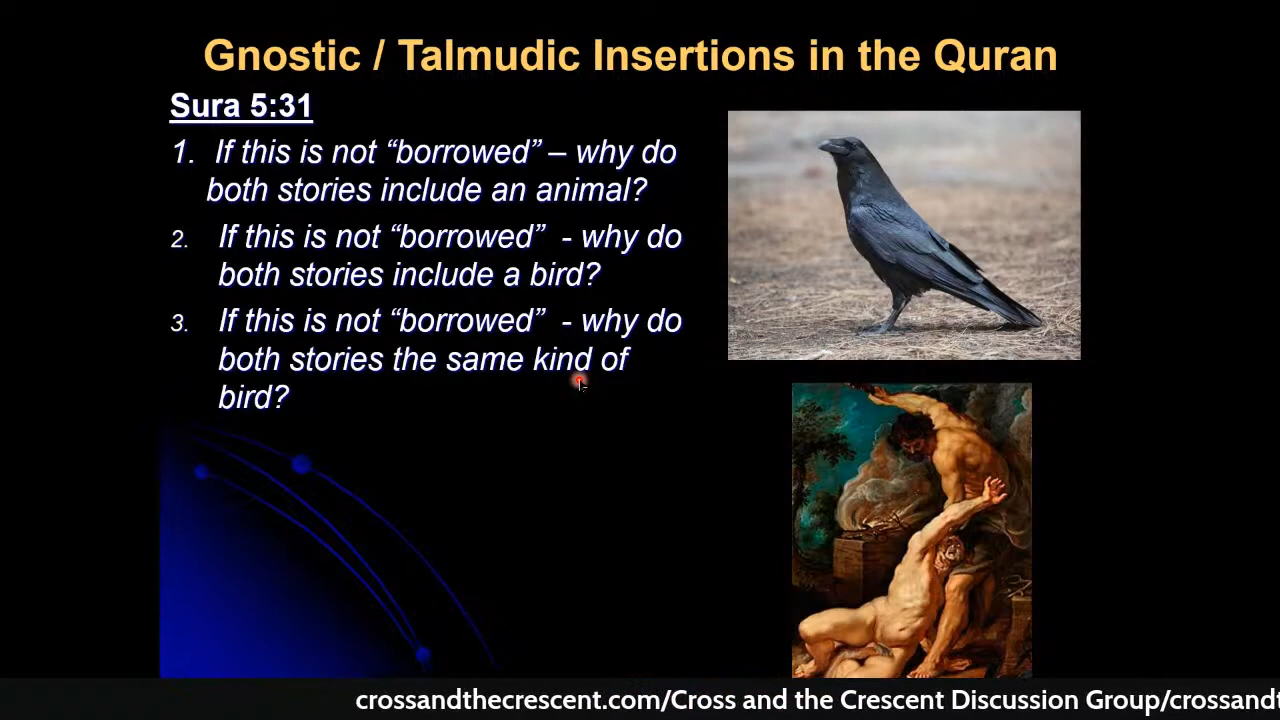 Gnostic / Talmudic Insertions in the Quran
Sura 5:31
1. If this is not “borrowed” – why do
both stories include an animal?
2. If this is not “borrowed” - why do
both stories include a bird?
3. If this is not “borrowed” - why do
both stories the same kind of
bird?
crossandthecrescent.com/Cross and the Crescent Discussion Group/crossandt